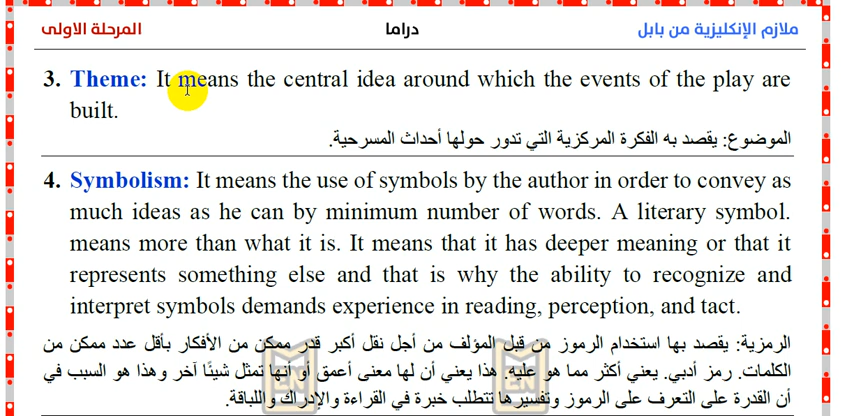 ملازم الإنكليزية من بابل دراما المرحلة الاولى
3. Theme: It means the central idea around which the events of the play are
built.
الموضوع: يقصد به الفكرة المركزية التي تدور حولها أحداث المسرحية.
4. Symbolism: It means the use of symbols by the author in order to convey as
much ideas as he can by minimum number of words. A literary symbol.
means more than what it is. It means that it has deeper meaning or that it
represents something else and that is why the ability to recognize and
interpret symbols demands experience in reading, perception, and tact.
الرمزية: يقصد بها استخدام الرموز من قبل المؤلف من أجل نقل أكبر قدر ممكن من الأفكار بأقل عدد ممكن من
الكلمات. رمز أدبي. يعني أكثر مما هو عليه. هذا يعني أن لها معنى أعمق أو أنها تمثل شيئًا آخر وهذا هو السبب في
أن القدرة على التعرف على الرموز وتفسيرها تتطلب خبرة في القراءة والإدراك واللباقة.
EN EN